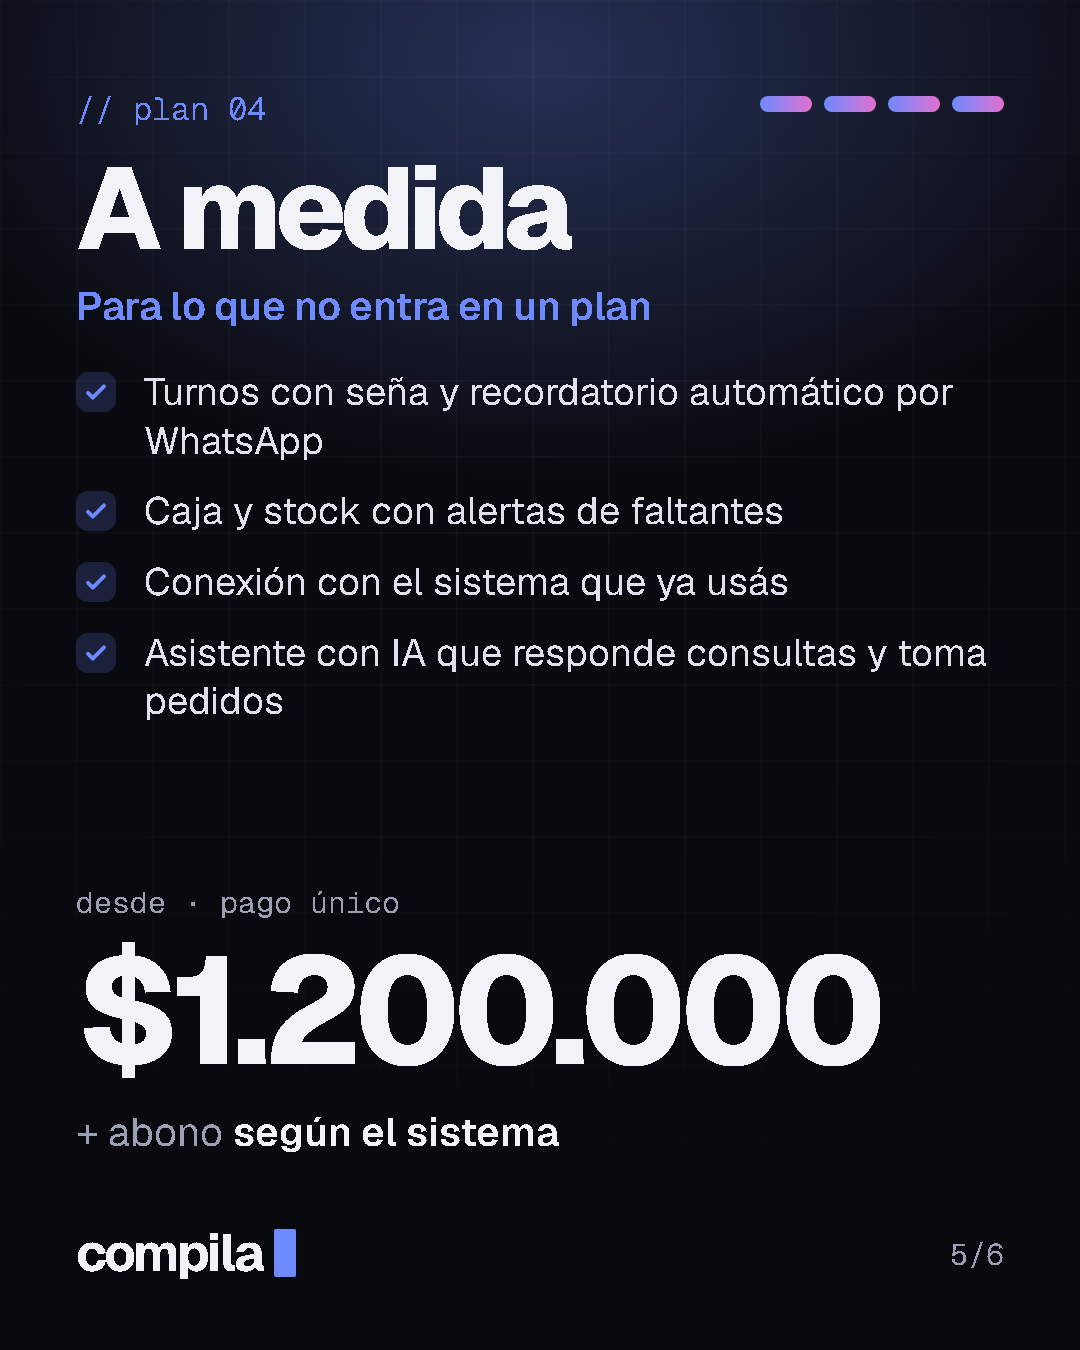 // plan 04
A medida
Para lo que no entra en un plan
Turnos con seña y recordatorio automático por
WhatsApp
Caja y stock con alertas de faltantes
Conexión con el sistema que ya usás
Asistente con IA que responde consultas y toma
pedidos
desde · pago único
$1.200.000
+ abono según el sistema
compila
5/6